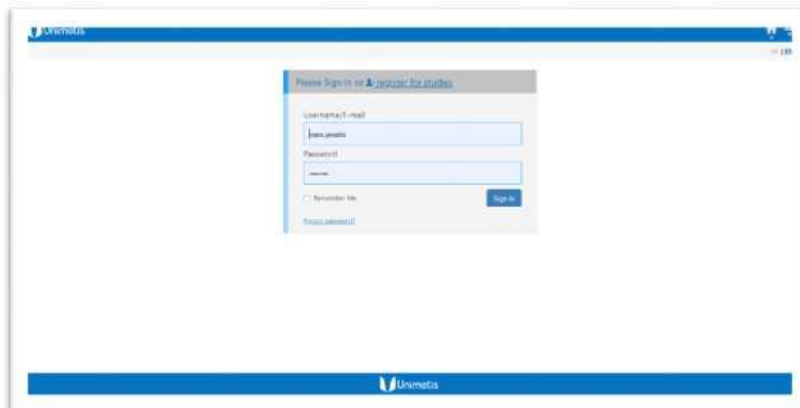 Unimetis
Please Sign In or register for studies
Username/E-mail
Password
Remember Me
Sign In
Forgot password?
Unimetis